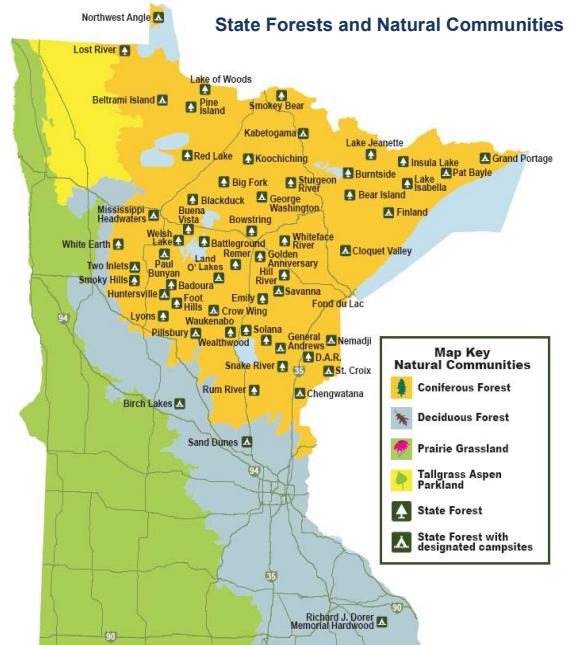 State Forests and Natural Communities
Northwest Angle
Lost River
Lake of Woods
Beltrami Island
Pine
Island
Smokey Bear
Kabetogama
Lake Jeanette
Insula Lake
Grand Portage
Red Lake
Koochiching
Burntside
Lake
Isabella
Pat Bayle
Big Fork
Sturgeon
River
Bear Island
Blackduck
George
Washington
Finland
Mississippi
Headwaters
Buena
Vista
Bowstring
White Earth
Welsh
Lake
Battleground
Whiteface
River
Cloquet Valley
Remer
Golden
Anniversary
Two Inlets
Paul
Bunyan
Land
O' Lakes
Hill
River
Smoky Hills
Badoura
Savanna
Huntersville
Foot
Hills
Emily
Fond du Lac
94
Crow Wing
Lyons
Waukenabo
Solana
General
Andrews
Nemadji
Pillsbury
Wealthwood
D.A.R.
Snake River
35
St. Croix
Rum River
Chengwatana
Birch Lakes
Sand Dunes
94
35
Richard J. Dorer
Memorial Hardwood
90
90
Map Key
Natural Communities
Coniferous Forest
Deciduous Forest
Prairie Grassland
Tallgrass Aspen
Parkland
State Forest
State Forest with
designated campsites